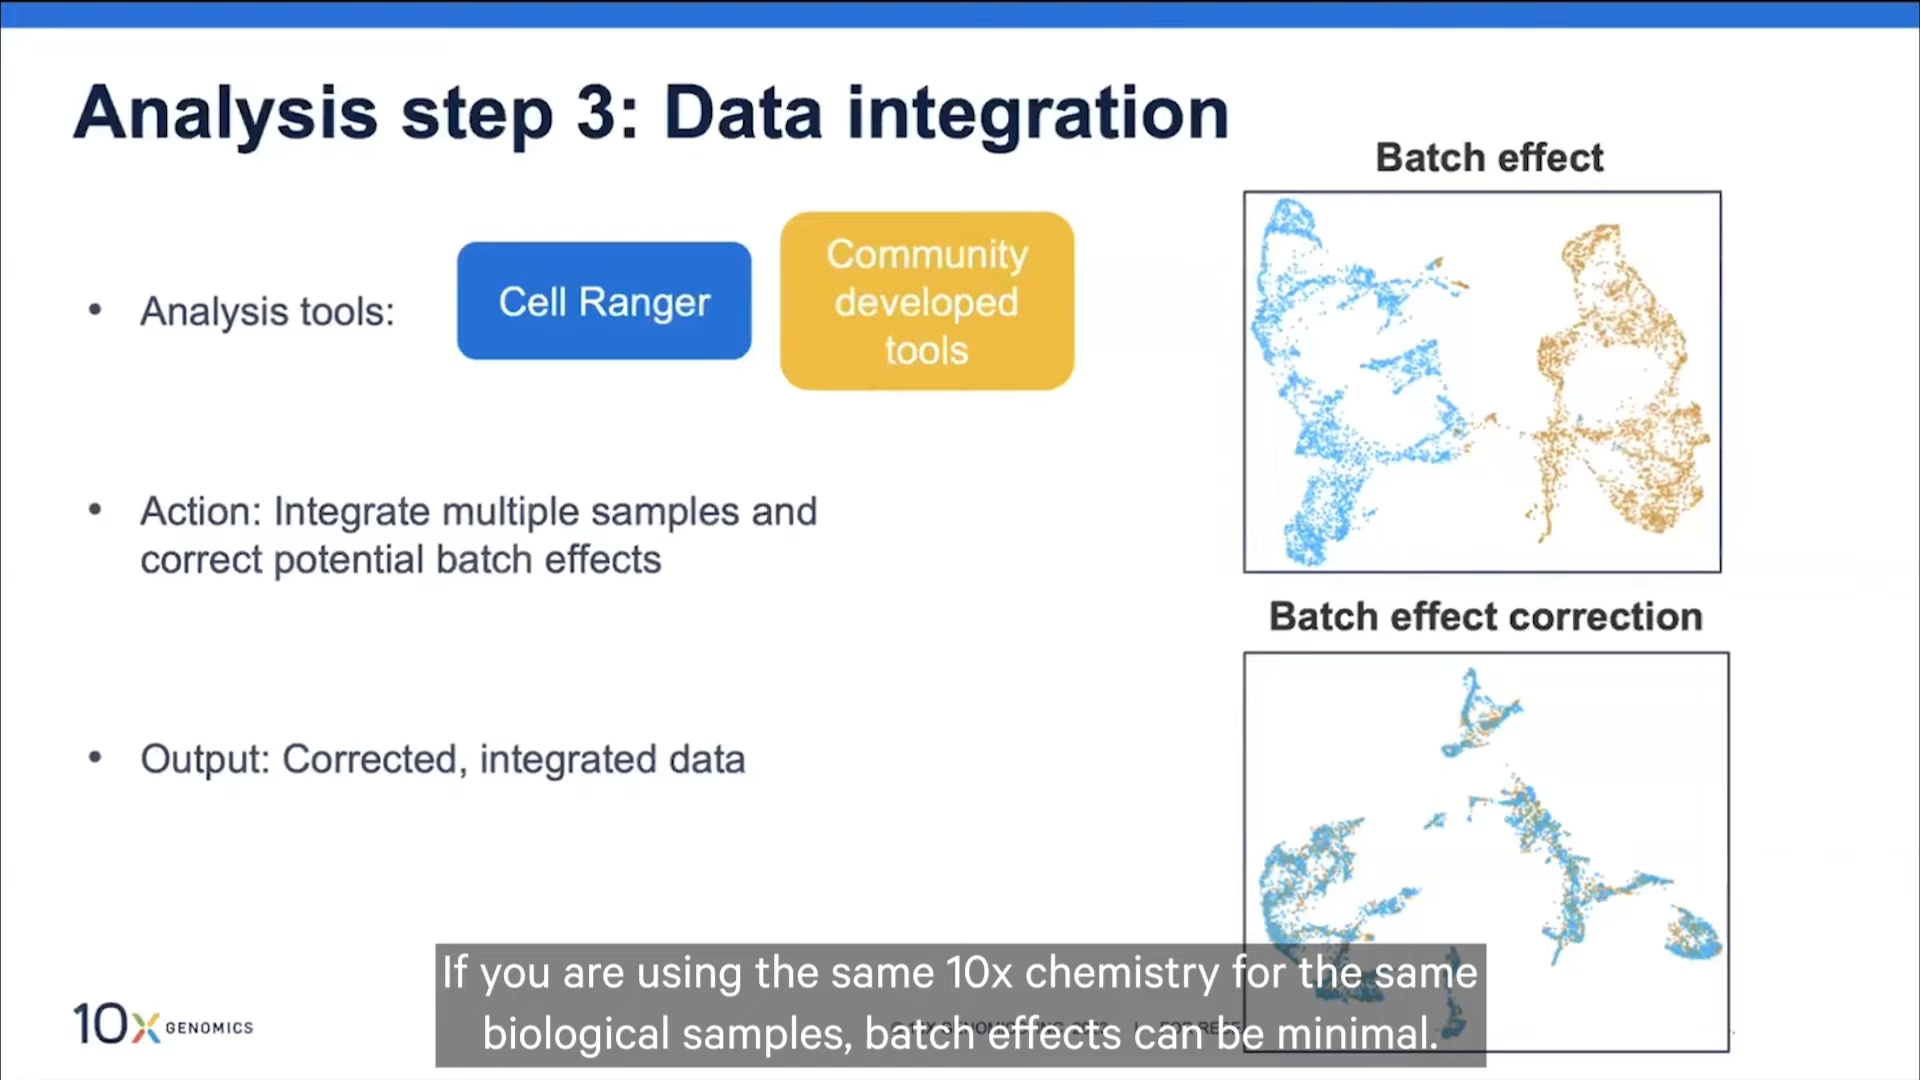 Analysis step 3: Data integration
Batch effect
• Analysis tools:
Cell Ranger
Community
developed
tools
• Action: Integrate multiple samples and
correct potential batch effects
Batch effect correction
• Output: Corrected, integrated data
If you are using the same 10x chemistry for the same
biological samples, batch effects can be minimal.
10x GENOMICS